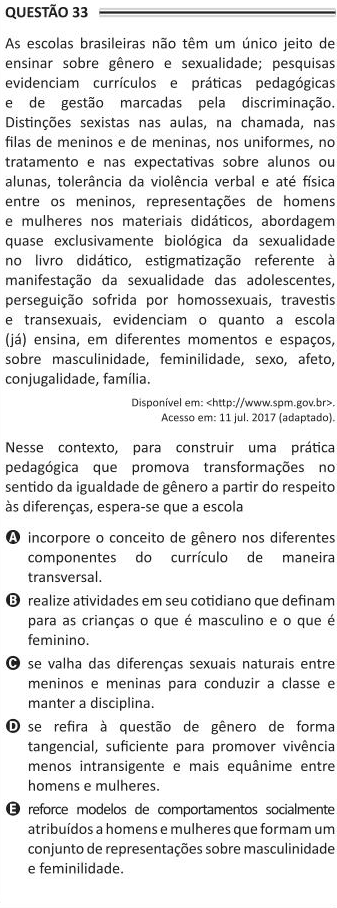 QUESTÃO 33
As escolas brasileiras não têm um único jeito de
ensinar sobre gênero e sexualidade; pesquisas
evidenciam currículos e práticas pedagógicas
e de gestão marcadas pela discriminação.
Distinções sexistas nas aulas, na chamada, nas
filas de meninos e de meninas, nos uniformes, no
tratamento e nas expectativas sobre alunos ou
alunas, tolerância da violência verbal e até física
entre os meninos, representações de homens
e mulheres nos materiais didáticos, abordagem
quase exclusivamente biológica da sexualidade
no livro didático, estigmatização referente à
manifestação da sexualidade das adolescentes,
perseguição sofrida por homossexuais, travestis
e transexuais, evidenciam o quanto a escola
(já) ensina, em diferentes momentos e espaços,
sobre masculinidade, feminilidade, sexo, afeto,
conjugalidade, família.
Disponível em: <http://www.spm.gov.br>.
Acesso em: 11 jul. 2017 (adaptado).
Nesse contexto, para construir uma prática
pedagógica que promova transformações no
sentido da igualdade de gênero a partir do respeito
às diferenças, espera-se que a escola
A incorpore o conceito de gênero nos diferentes
componentes do currículo de maneira
transversal.
B realize atividades em seu cotidiano que definam
para as crianças o que é masculino e o que é
feminino.
C se valha das diferenças sexuais naturais entre
meninos e meninas para conduzir a classe e
manter a disciplina.
D se refira à questão de gênero de forma
tangencial, suficiente para promover vivência
menos intransigente e mais equânime entre
homens e mulheres.
E reforce modelos de comportamentos socialmente
atribuídos a homens e mulheres que formam um
conjunto de representações sobre masculinidade
e feminilidade.